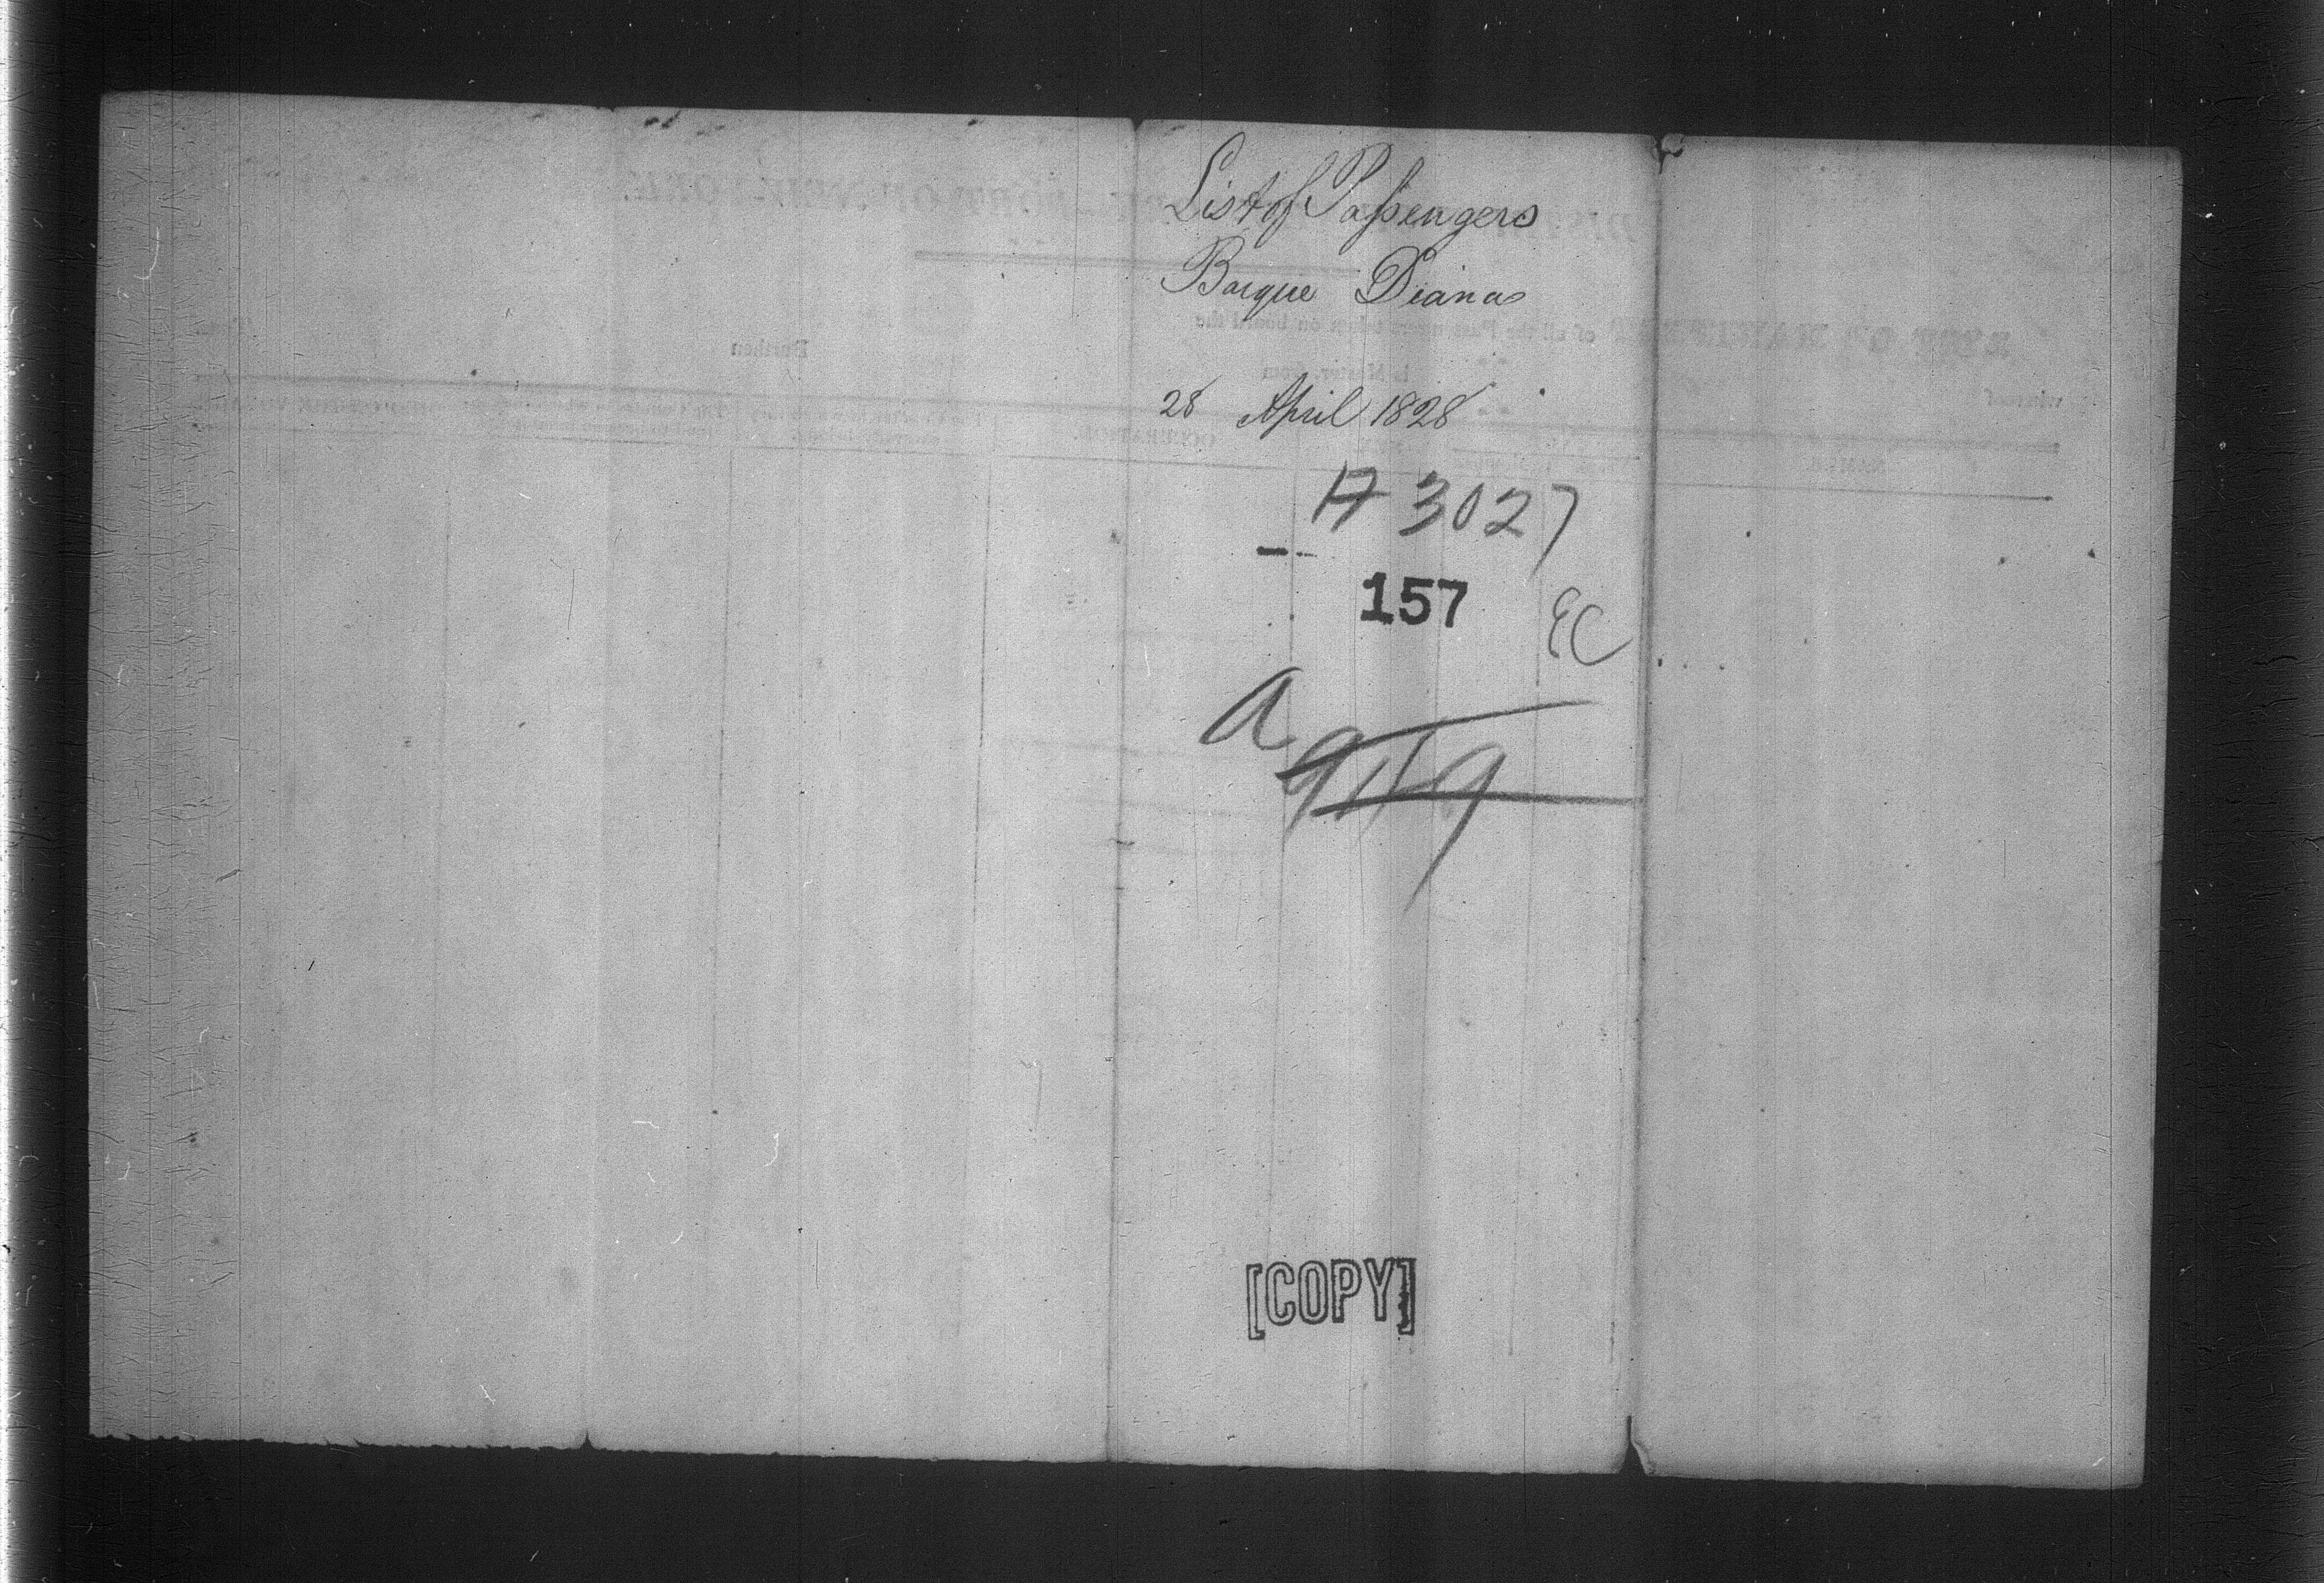 List of Passengers
Barque Diana
28 April 1828
A 3027
157
EC
a
9119
[COPY]